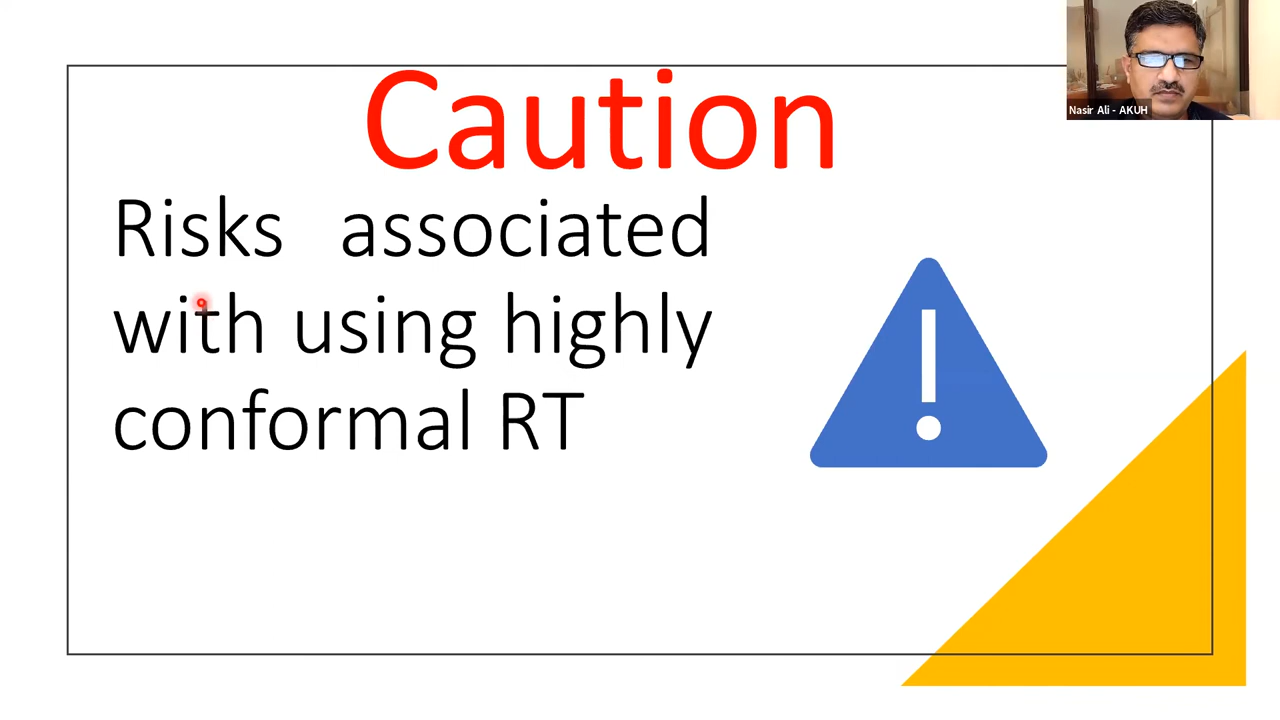 Caution
Nasir Ali - AKUH
Risks associated
with using highly
conformal RT